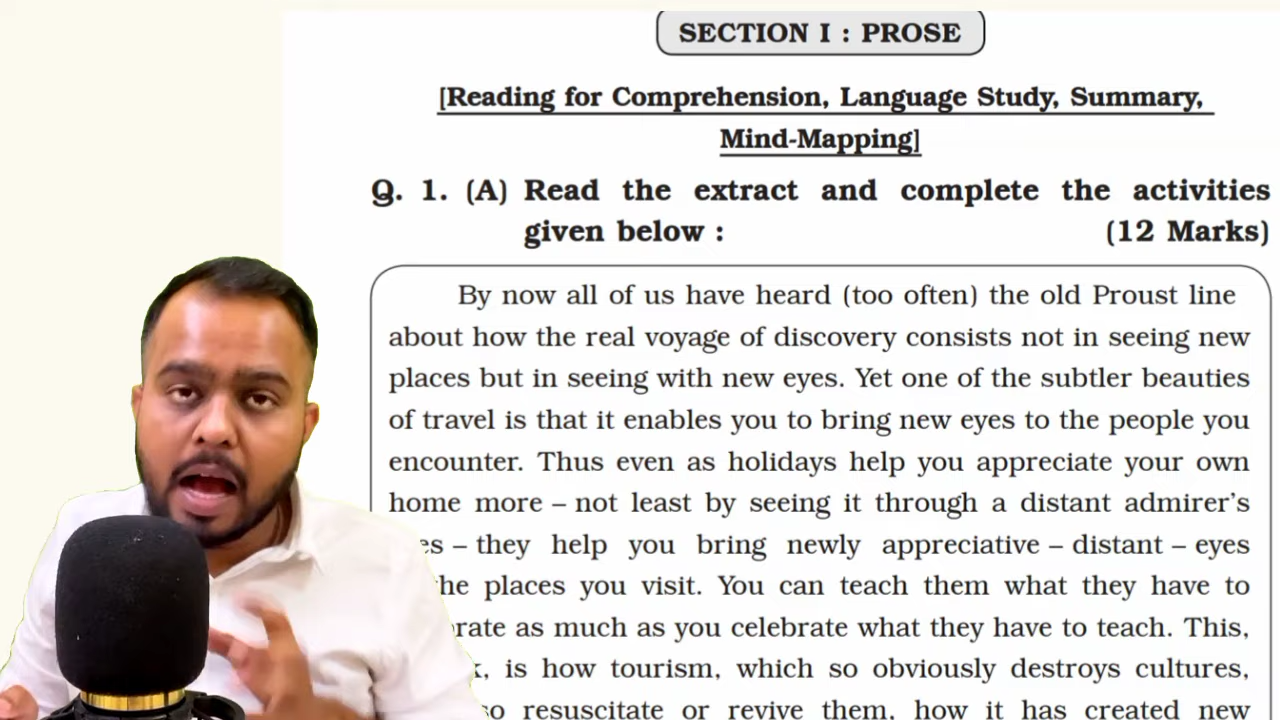 SECTION I : PROSE
[Reading for Comprehension, Language Study, Summary,
Mind-Mapping]
Q. 1. (A) Read the extract and complete the activities
given below : (12 Marks)
By now all of us have heard (too often) the old Proust line
about how the real voyage of discovery consists not in seeing new
places but in seeing with new eyes. Yet one of the subtler beauties
of travel is that it enables you to bring new eyes to the people you
encounter. Thus even as holidays help you appreciate your own
home more – not least by seeing it through a distant admirer's
– they help you bring newly appreciative – distant – eyes
places you visit. You can teach them what they have to
as much as you celebrate what they have to teach. This,
is how tourism, which so obviously destroys cultures,
resuscitate or revive them, how it has created new